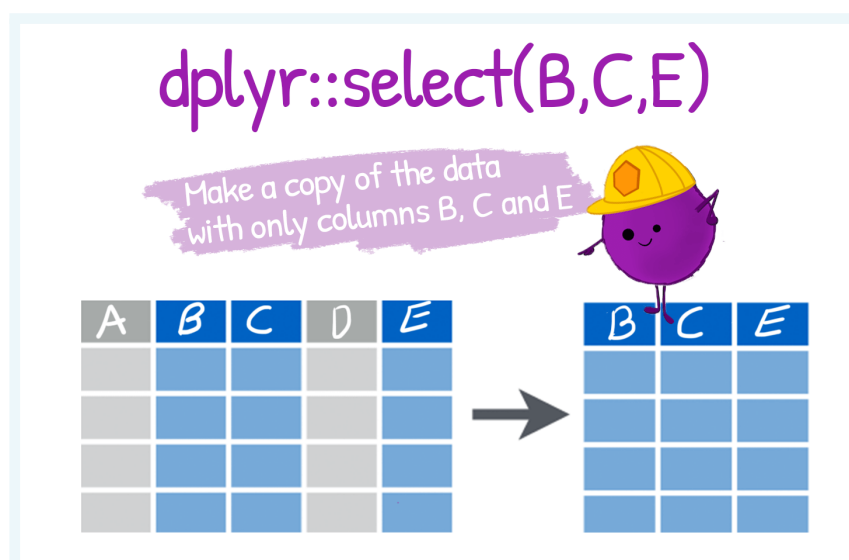 dplyr::select(B,C,E)
Make a copy of the data
with only columns B, C and E
A B C D E
B C E